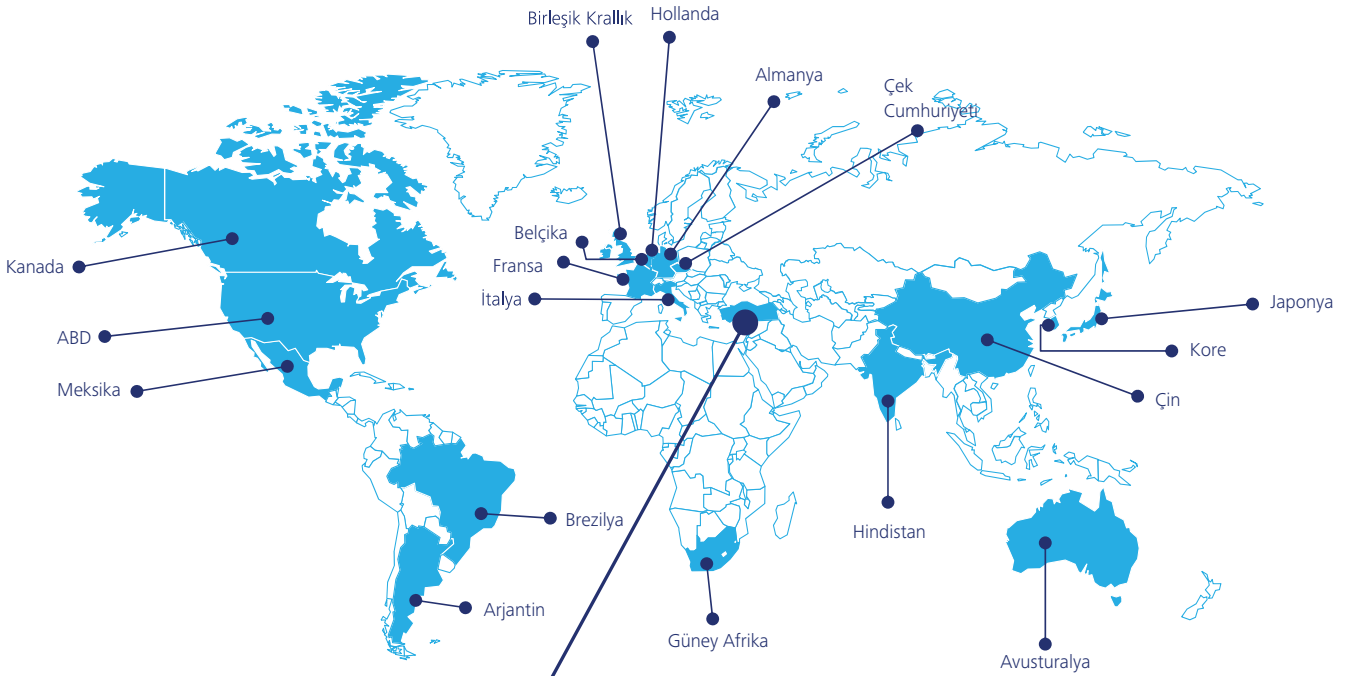 Birleşik Krallık
Hollanda
Almanya
Çek
Cumhuriyeti
Belçika
Fransa
İtalya
Kanada
ABD
Meksika
Japonya
Kore
Çin
Hindistan
Brezilya
Arjantin
Güney Afrika
Avusturalya